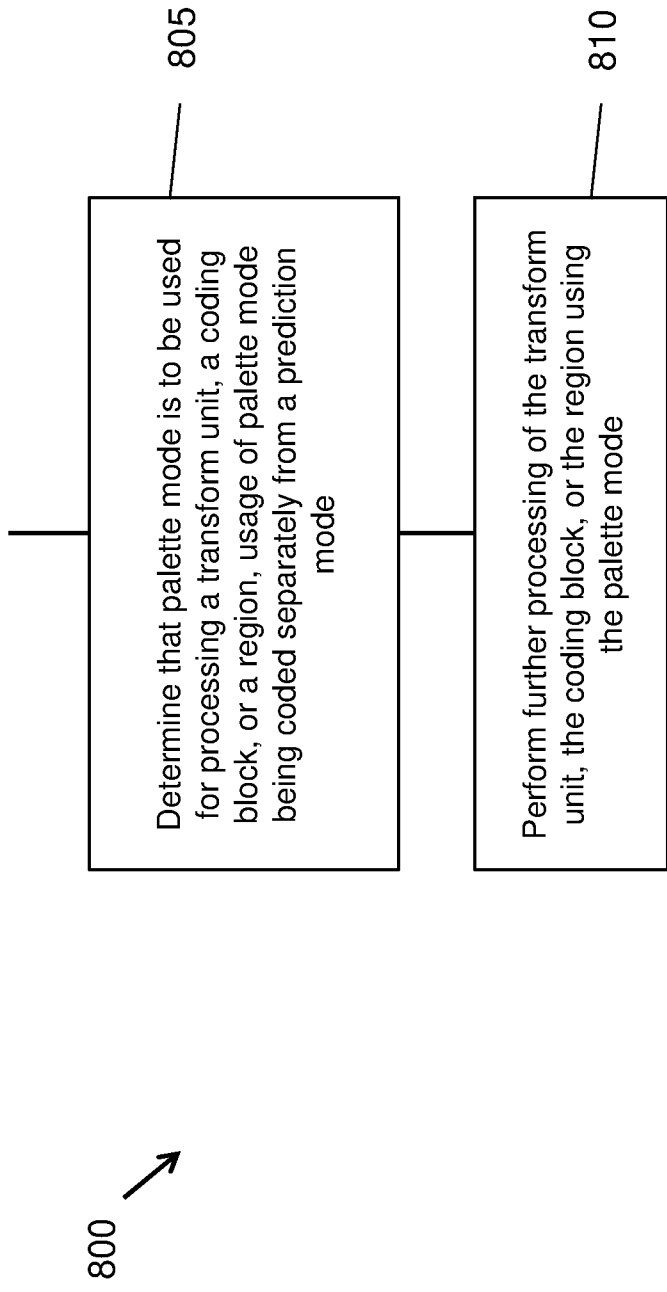 800
805
Determine that palette mode is to be used
for processing a transform unit, a coding
block, or a region, usage of palette mode
being coded separately from a prediction
mode
810
Perform further processing of the transform
unit, the coding block, or the region using
the palette mode